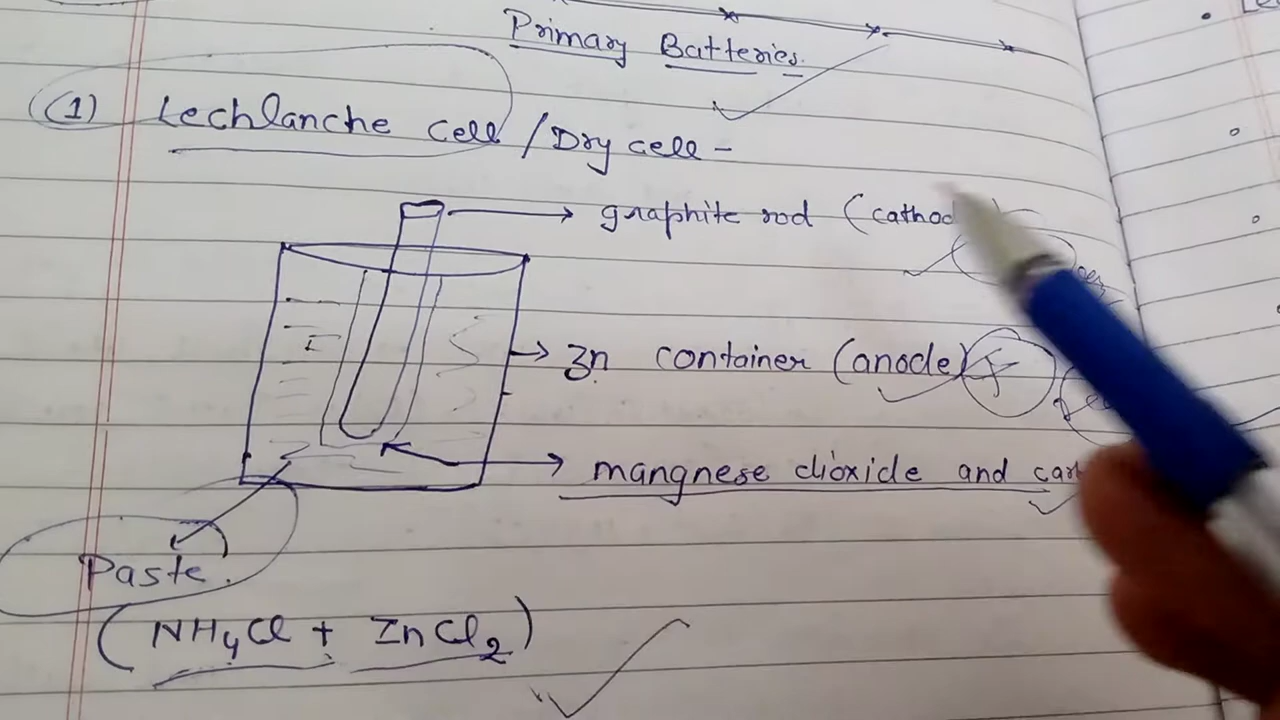 Primary Batteries.
(1) Lechlanche cell / Dry cell -
graphite rod (cathod
Zn container (anode)
mangnese dioxide and
Paste.
(NH4Cl + ZnCl2)